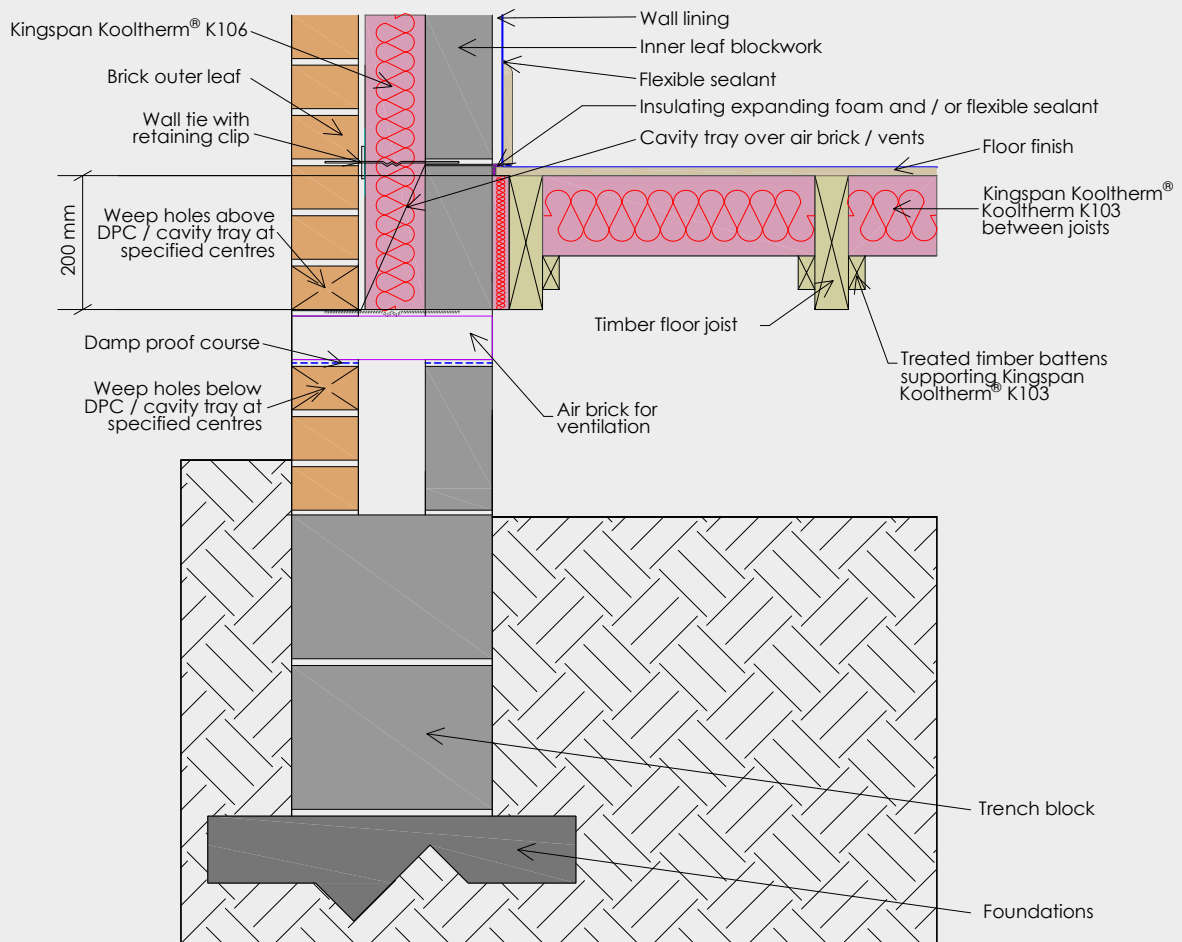 Kingspan Kooltherm® K106
Brick outer leaf
Wall tie with
retaining clip
Weep holes above
DPC / cavity tray at
specified centres
200 mm
Damp proof course
Weep holes below
DPC / cavity tray at
specified centres
Wall lining
Inner leaf blockwork
Flexible sealant
Insulating expanding foam and / or flexible sealant
Cavity tray over air brick / vents
Floor finish
Kingspan Kooltherm®
Kooltherm K103
between joists
Timber floor joist
Treated timber battens
supporting Kingspan
Kooltherm® K103
Air brick for
ventilation
Trench block
Foundations